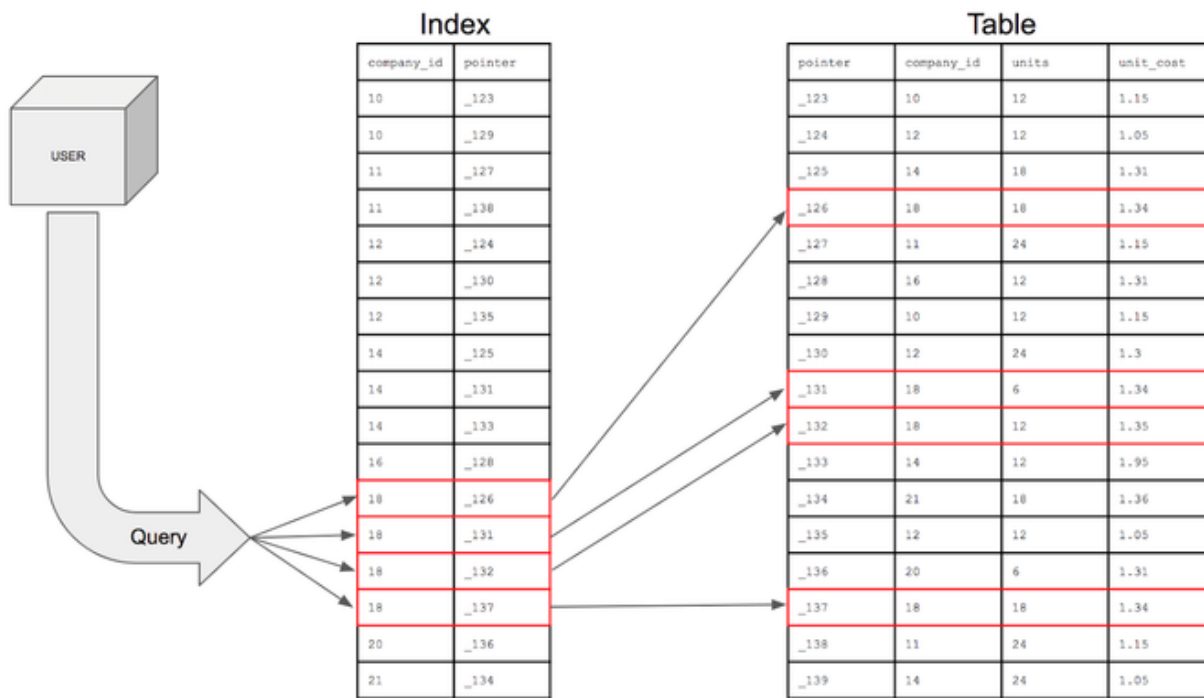 Index Table
company_id pointer pointer company_id units unit_cost
10 _123 _123 10 12 1.15
10 _129 _124 12 12 1.05
USER
11 _127 _125 14 18 1.31
11 _138 _126 18 18 1.34
12 _124 _127 11 24 1.15
12 _130 _128 16 12 1.31
12 _135 _129 10 12 1.15
14 _125 _130 12 24 1.3
14 _131 _131 18 6 1.34
14 _133 _132 18 12 1.35
16 _128 _133 14 12 1.95
18 _126 _134 21 18 1.36
Query
18 _131 _135 12 12 1.05
18 _132 _136 20 6 1.31
18 _137 _137 18 18 1.34
20 _136 _138 11 24 1.15
21 _134 _139 14 24 1.05